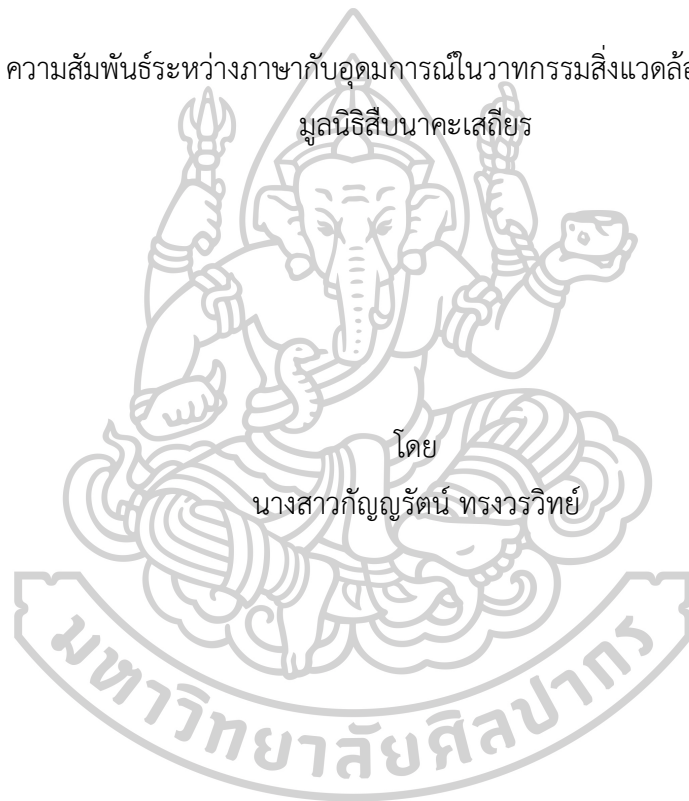 ความสัมพันธ์ระหว่างภาษากับอุดมการณ์ในวาทกรรมสิ่งแวดล้อ
มูลนิธิสืบนาคะเสถียร
โดย
นางสาวกัญญรัตน์ ทรงวรวิทย์
มหาวิทยาลัยศิลปากร